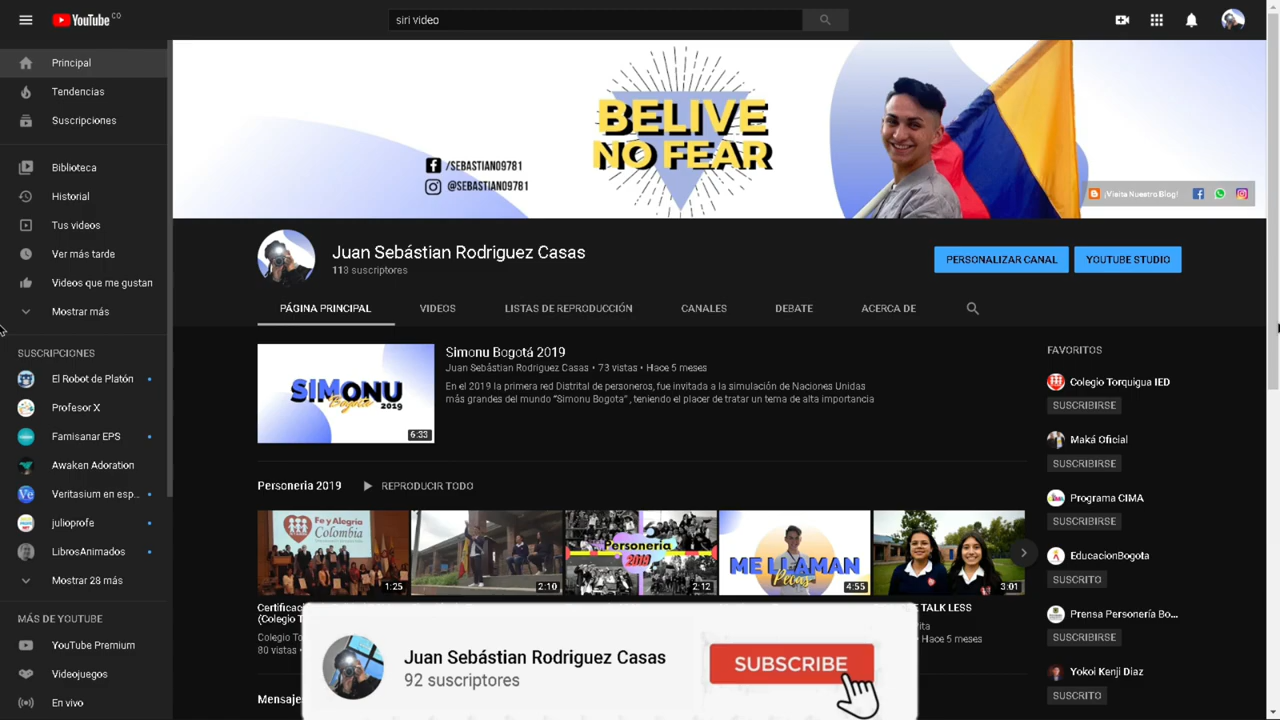 YouTube CO
siri video
Principal
Tendencias
Suscripciones
Biblioteca
Historial
Tus videos
Ver más tarde
Videos que me gustan
Mostrar más
SUSCRIPCIONES
El Robot de Platón
Profesor X
Famisanar EPS
Awaken Adoration
Veritasium en esp...
julioprofe
LibrosAnimados
Mostrar 28 más
MÁS DE YOUTUBE
YouTube Premium
Videojuegos
En vivo
BELIVE
NO FEAR
/SEBASTIAN09781
@SEBASTIAN09781
¡Visita Nuestro Blog!
Juan Sebástian Rodriguez Casas
113 suscriptores
PERSONALIZAR CANAL
YOUTUBE STUDIO
PÁGINA PRINCIPAL
VIDEOS
LISTAS DE REPRODUCCIÓN
CANALES
DEBATE
ACERCA DE
SIMONU
Bogota
2019
6:33
Simonu Bogotá 2019
Juan Sebástian Rodriguez Casas • 73 vistas • Hace 5 meses
En el 2019 la primera red Distrital de personeros, fue invitada a la simulación de Naciones Unidas
más grandes del mundo "Simonu Bogota" , teniendo el placer de tratar un tema de alta importancia
Personeria 2019
REPRODUCIR TODO
Fe y Alegría
Colombia
1:25
2:10
Personeria
2018
2:12
ME LLAMAN
Pecas
4:55
3:01
Certificac
(Colegio T
Colegio To
80 vistas
E TALK LESS
rita
Hace 5 meses
Mensajes
Juan Sebástian Rodriguez Casas
92 suscriptores
SUBSCRIBE
FAVORITOS
Colegio Torquigua IED
SUSCRIBIRSE
Maká Oficial
SUSCRIBIRSE
Programa CIMA
SUSCRIBIRSE
EducacionBogota
SUSCRITO
Prensa Personería Bo...
SUSCRIBIRSE
Yokoi Kenji Diaz
SUSCRITO